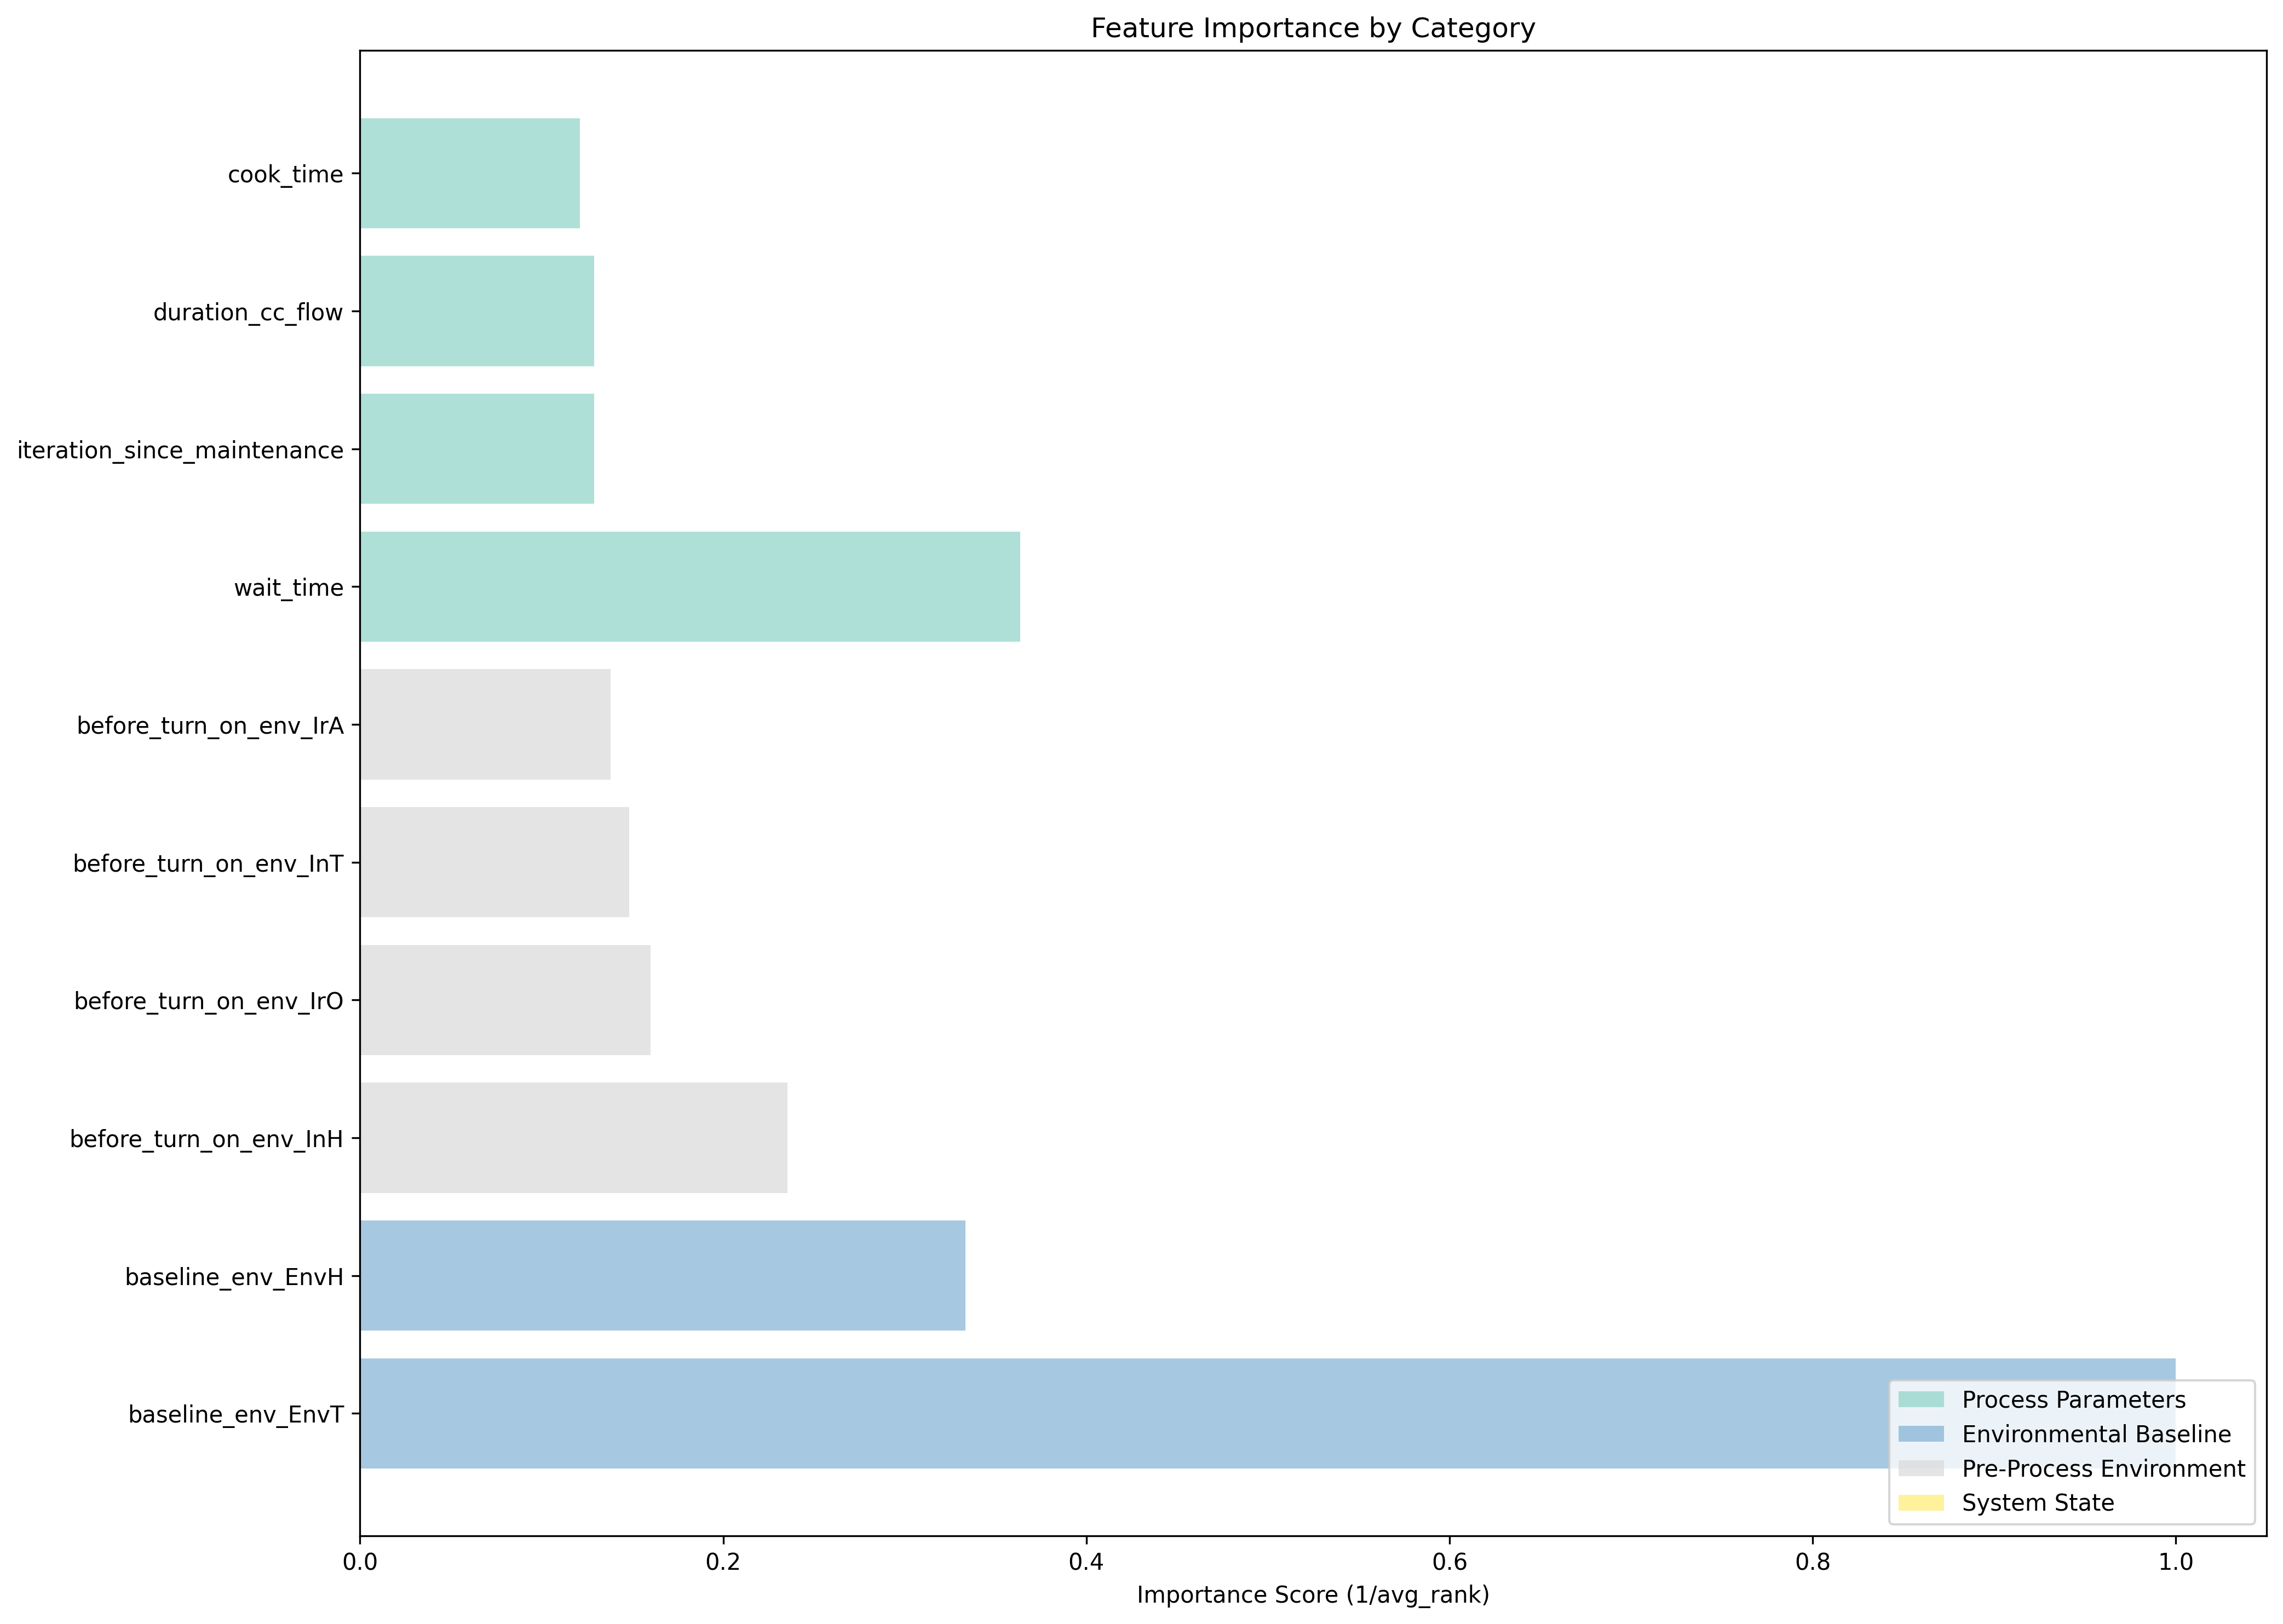 Feature Importance by Category
cook_time
duration_cc_flow
iteration_since_maintenance
wait_time
before_turn_on_env_IrA
before_turn_on_env_InT
before_turn_on_env_IrO
before_turn_on_env_InH
baseline_env_EnvH
baseline_env_EnvT
Process Parameters
Environmental Baseline
Pre-Process Environment
System State
0.0 0.2 0.4 0.6 0.8 1.0
Importance Score (1/avg_rank)